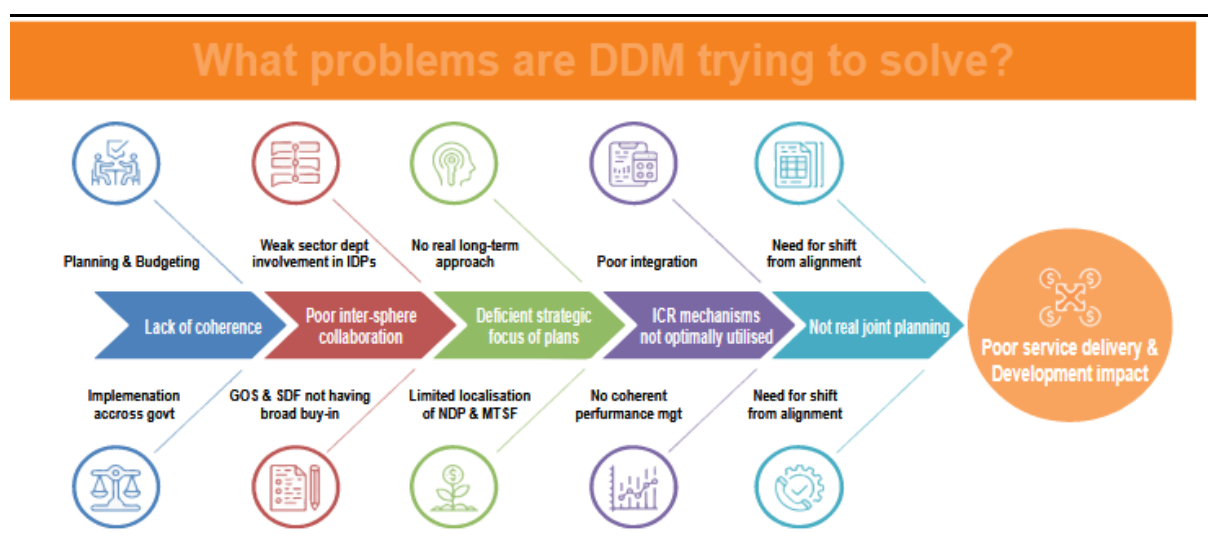 What problems are DDM trying to solve?
Planning & Budgeting
Weak sector dept
involvement in IDPs
No real long-term
approach
Poor integration
Need for shift
from alignment
Lack of coherence
Poor inter-sphere
collaboration
Deficient strategic
focus of plans
ICR mechanisms
not optimally utilised
Not real joint planning
Poor service delivery &
Development impact
Implemenation
accross govt
GOS & SDF not having
broad buy-in
Limited localisation
of NDP & MTSF
No coherent
perfurmance mgt
Need for shift
from alignment